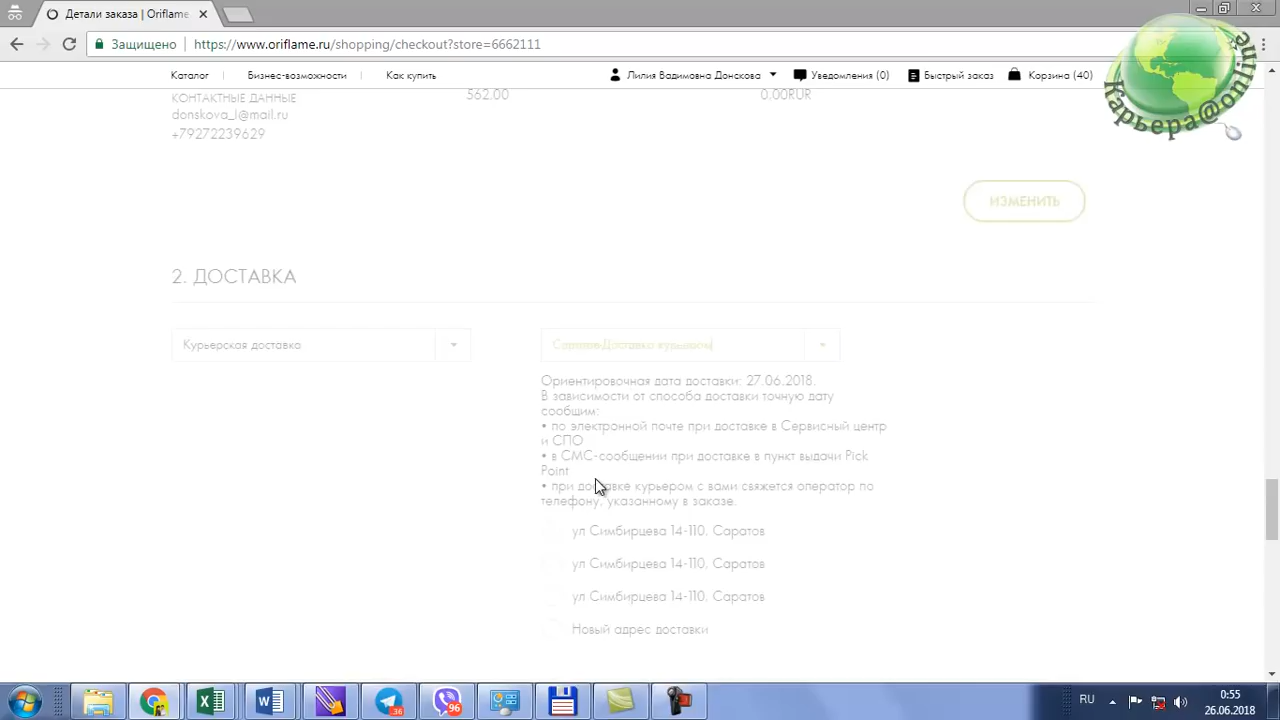 Детали заказа | Oriflame
Защищено
https://www.oriflame.ru/shopping/checkout?store=6662111
Каталог
Бизнес-возможности
Как купить
Лилия Вадимовна Донскова
Уведомления (0)
Быстрый заказ
Корзина (40)
Карьера@online
КОНТАКТНЫЕ ДАННЫЕ
562.00
0,00RUR
donskova_l@mail.ru
+79272239629
ИЗМЕНИТЬ
2. ДОСТАВКА
Курьерская доставка
Ориентировочная дата доставки: 27.06.2018.
В зависимости от способа доставки точную дату
сообщим:
• по электронной почте при доставке в Сервисный центр
и СПО
• в СМС-сообщении при доставке в пункт выдачи Pick
Point
• при доставке курьером с вами свяжется оператор по
телефону, указанному в заказе.
ул Симбирцева 14-110, Саратов
ул Симбирцева 14-110, Саратов
ул Симбирцева 14-110, Саратов
Новый адрес доставки
36
96
RU
0:55
26.06.2018